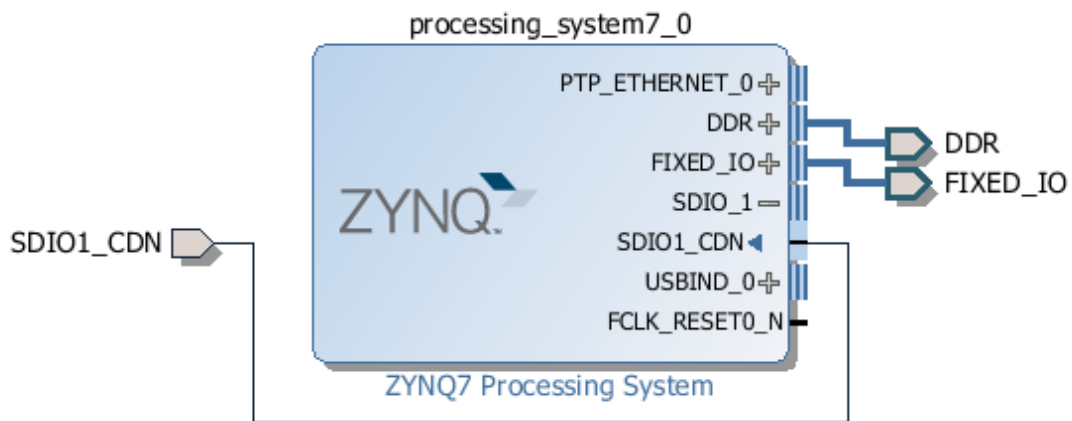 processing_system7_0
PTP_ETHERNET_0
DDR
DDR
FIXED_IO
FIXED_IO
ZYNQ
SDIO_1
SDIO1_CDN
SDIO1_CDN
USBIND_0
FCLK_RESET0_N
ZYNQ7 Processing System